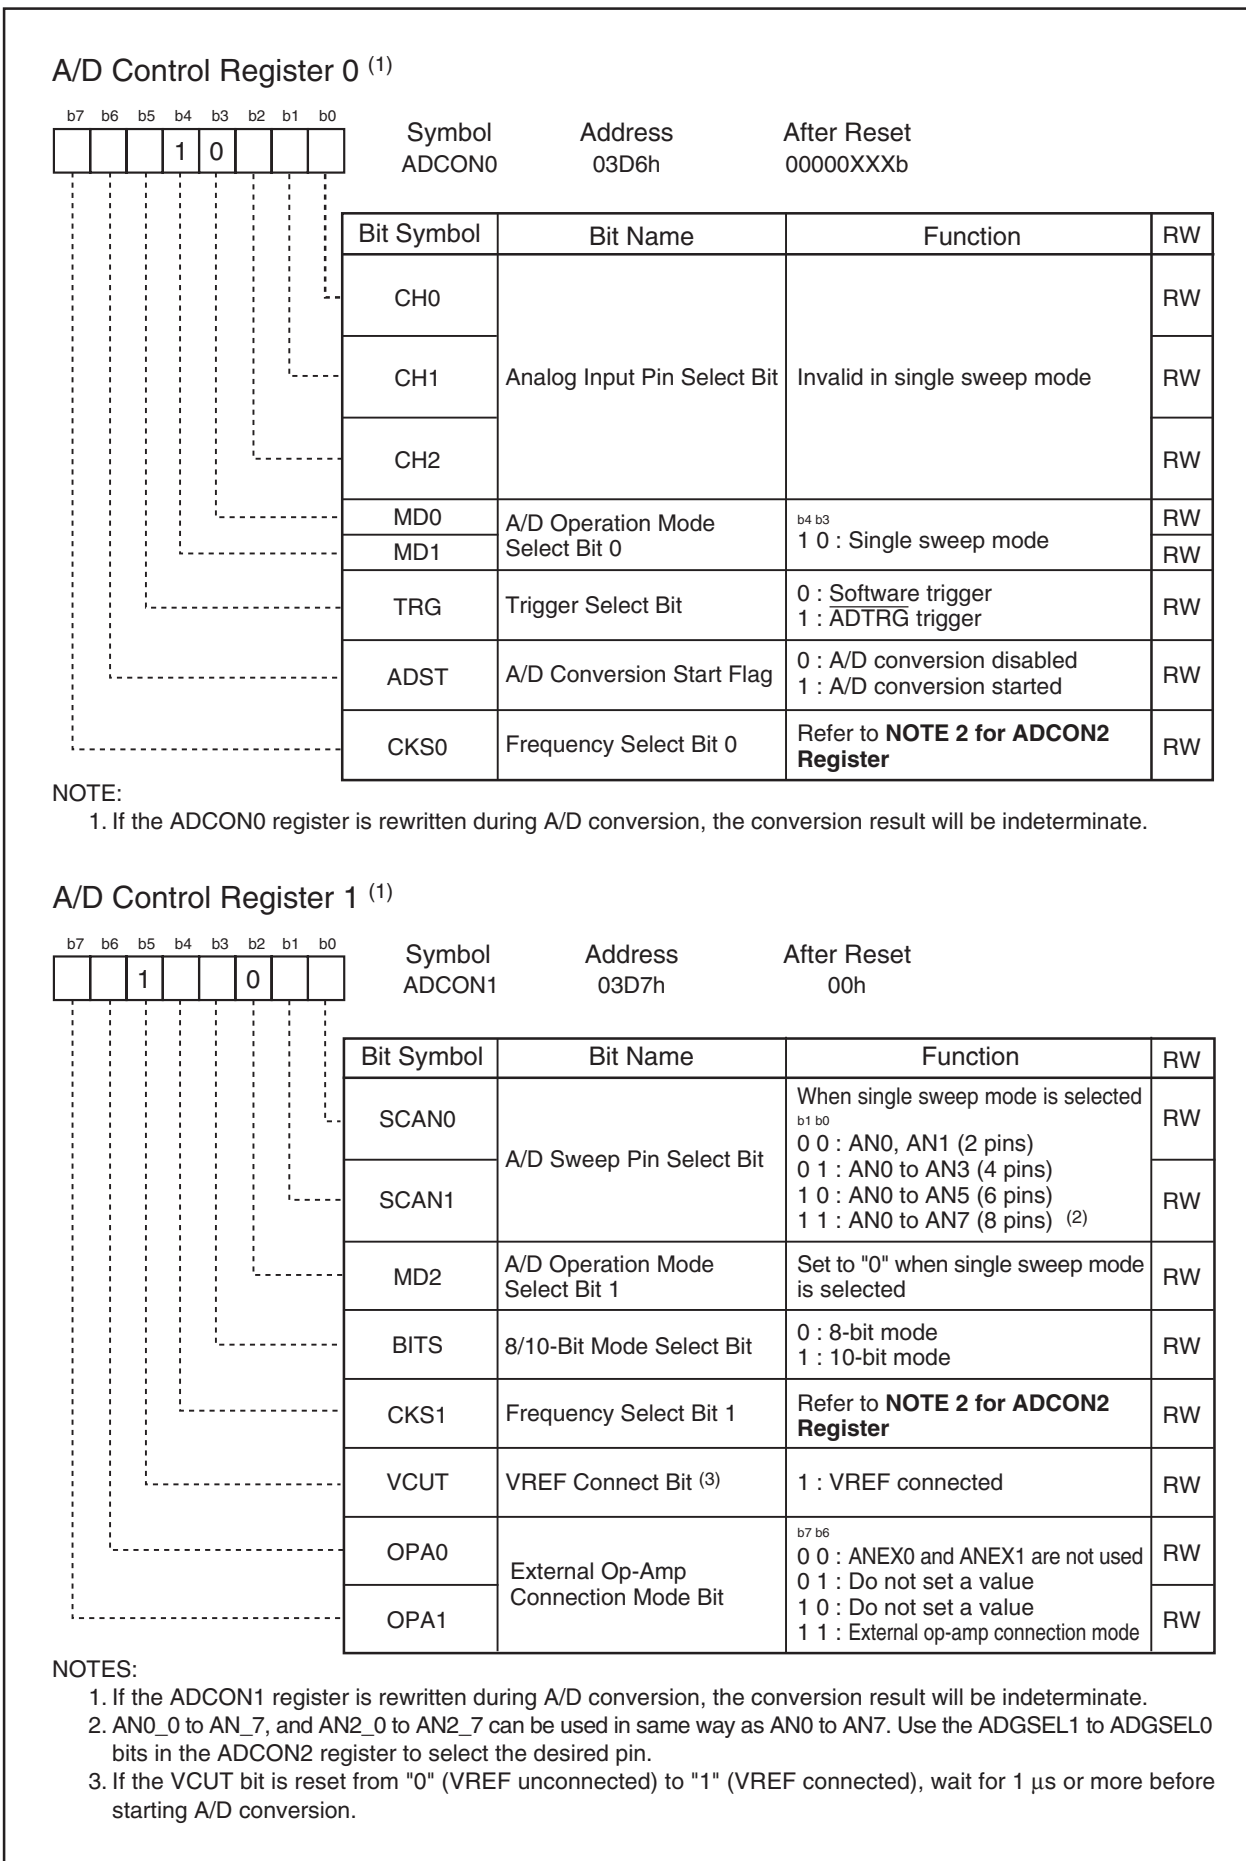 A/D Control Register 0 (1)
b7 b6 b5 b4 b3 b2 b1 b0
1 0
Symbol Address After Reset
ADCON0 03D6h 00000XXXb
Bit Symbol Bit Name Function RW
CH0 RW
CH1 Analog Input Pin Select Bit Invalid in single sweep mode RW
CH2 RW
MD0 RW
MD1 RW
A/D Operation Mode
Select Bit 0
b4 b3
1 0 : Single sweep mode
TRG Trigger Select Bit RW
0 : Software trigger
1 : ADTRG trigger
ADST A/D Conversion Start Flag RW
0 : A/D conversion disabled
1 : A/D conversion started
CKS0 Frequency Select Bit 0 RW
Refer to NOTE 2 for ADCON2
Register
NOTE:
1. If the ADCON0 register is rewritten during A/D conversion, the conversion result will be indeterminate.
A/D Control Register 1 (1)
b7 b6 b5 b4 b3 b2 b1 b0
1 0
Symbol Address After Reset
ADCON1 03D7h 00h
Bit Symbol Bit Name Function RW
SCAN0 RW
SCAN1 RW
A/D Sweep Pin Select Bit
When single sweep mode is selected
b1 b0
0 0 : AN0, AN1 (2 pins)
0 1 : AN0 to AN3 (4 pins)
1 0 : AN0 to AN5 (6 pins)
1 1 : AN0 to AN7 (8 pins) (2)
MD2 RW
A/D Operation Mode
Select Bit 1
Set to "0" when single sweep mode
is selected
BITS 8/10-Bit Mode Select Bit RW
0 : 8-bit mode
1 : 10-bit mode
CKS1 Frequency Select Bit 1 RW
Refer to NOTE 2 for ADCON2
Register
VCUT VREF Connect Bit (3) 1 : VREF connected RW
OPA0 RW
OPA1 RW
External Op-Amp
Connection Mode Bit
b7 b6
0 0 : ANEX0 and ANEX1 are not used
0 1 : Do not set a value
1 0 : Do not set a value
1 1 : External op-amp connection mode
NOTES:
1. If the ADCON1 register is rewritten during A/D conversion, the conversion result will be indeterminate.
2. AN0_0 to AN_7, and AN2_0 to AN2_7 can be used in same way as AN0 to AN7. Use the ADGSEL1 to ADGSEL0
bits in the ADCON2 register to select the desired pin.
3. If the VCUT bit is reset from "0" (VREF unconnected) to "1" (VREF connected), wait for 1 µs or more before
starting A/D conversion.